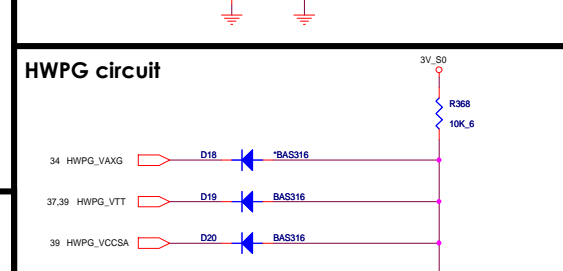 HWPG circuit
3V_S0
R368
10K_6
34 HWPG_VAXG
D18
*BAS316
37,39 HWPG_VTT
D19
BAS316
39 HWPG_VCCSA
D20
BAS316